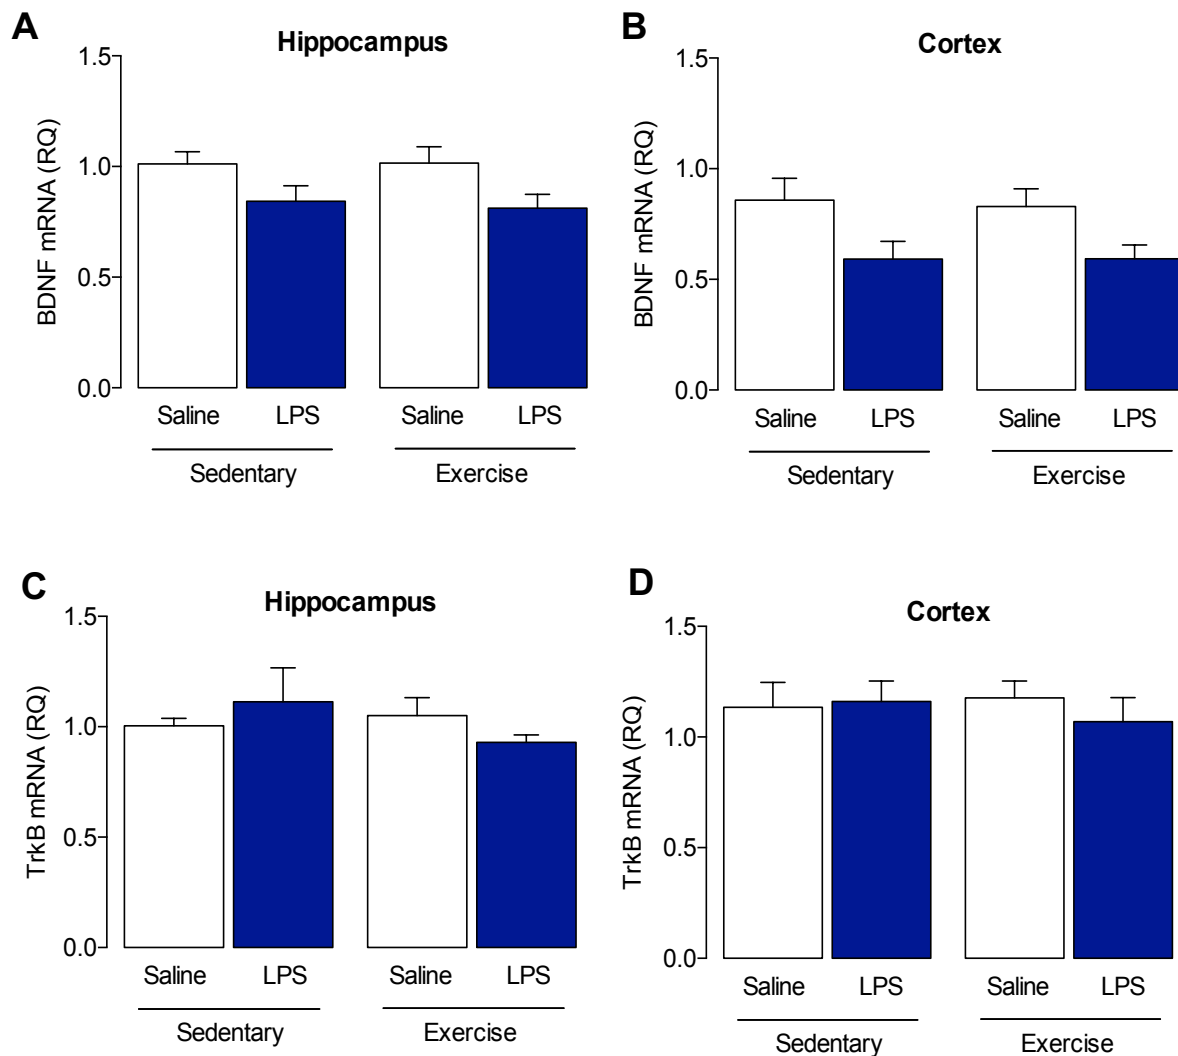 A
Hippocampus
BDNF mRNA (RQ)
1.5
1.0
0.5
0.0
Saline LPS Saline LPS
Sedentary Exercise
B
Cortex
BDNF mRNA (RQ)
1.5
1.0
0.5
0.0
Saline LPS Saline LPS
Sedentary Exercise
C
Hippocampus
TrkB mRNA (RQ)
1.5
1.0
0.5
0.0
Saline LPS Saline LPS
Sedentary Exercise
D
Cortex
TrkB mRNA (RQ)
1.5
1.0
0.5
0.0
Saline LPS Saline LPS
Sedentary Exercise